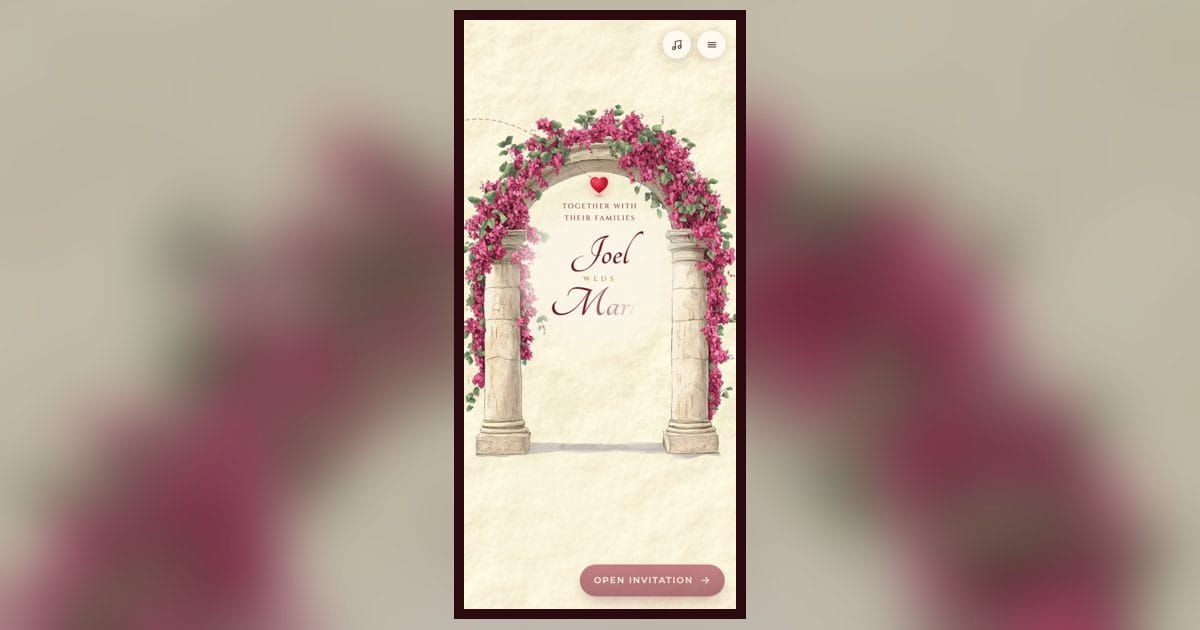 TOGETHER WITH
THEIR FAMILIES
Joel
WEDS
OPEN INVITATION →